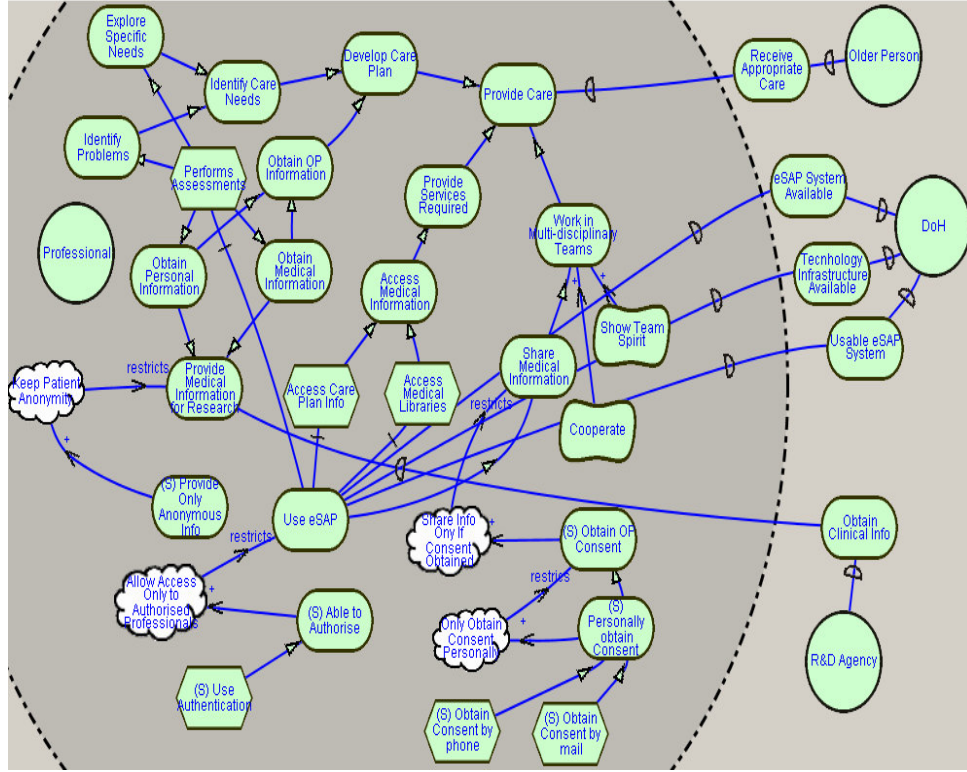 Explore
Specific
Needs
Identify Care
Needs
Develop Care
Plan
Provide Care
Receive
Appropriate
Care
Older Person
Identify
Problems
Performs
Assessments
Obtain OP
Information
Provide
Services
Required
Work in
Multi-disciplinary
Teams
eSAP System
Available
DoH
Professional
Obtain
Personal
Information
Obtain
Medical
Information
Access
Medical
Information
Tecnhology
Infrastructure
Available
+
+
Show Team
Spirit
Usable eSAP
System
Share
Medical
Information
restricts
Keep Patient
Anonymity
Provide
Medical
Information
for Research
Access Care
Plan Info
Access
Medical
Libraries
restricts
Cooperate
+
(S) Provide
Only
Anonymous
Info
Use eSAP
restricts
Share Info
Ony If
Consent
Obtained
+
(S) Obtain OP
Consent
Obtain
Clinical Info
Allow Access
Only to
Authorised
Professionals
+
(S) Able to
Authorise
restrics
Only Obtain
Consent
Personally
+
(S)
Personally
obtain
Consent
R&D Agency
(S) Use
Authentication
(S) Obtain
Consent by
phone
(S) Obtain
Consent by
mail